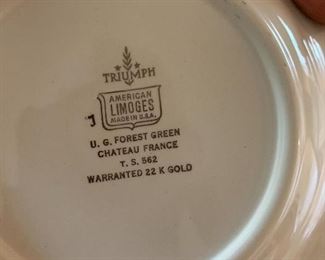 TRIUMPH
AMERICAN
LIMOGES
MADE IN U.S.A.
J
U. G. FOREST GREEN
CHATEAU FRANCE
T. S. 562
WARRANTED 22 K GOLD